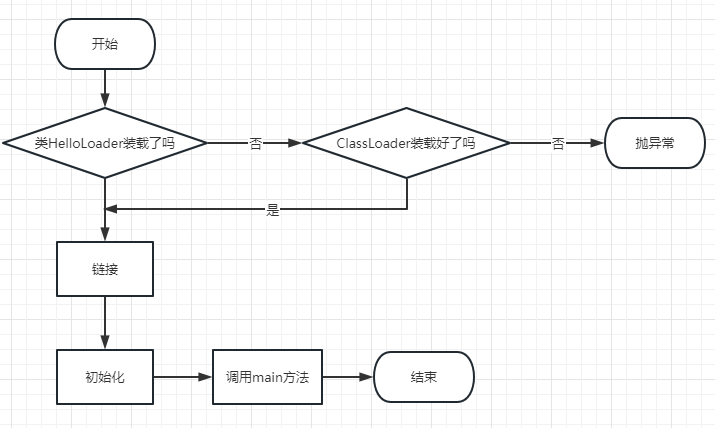 开始
类HelloLoader装载了吗
否
ClassLoader装载好了吗
否
抛异常
是
链接
初始化
调用main方法
结束